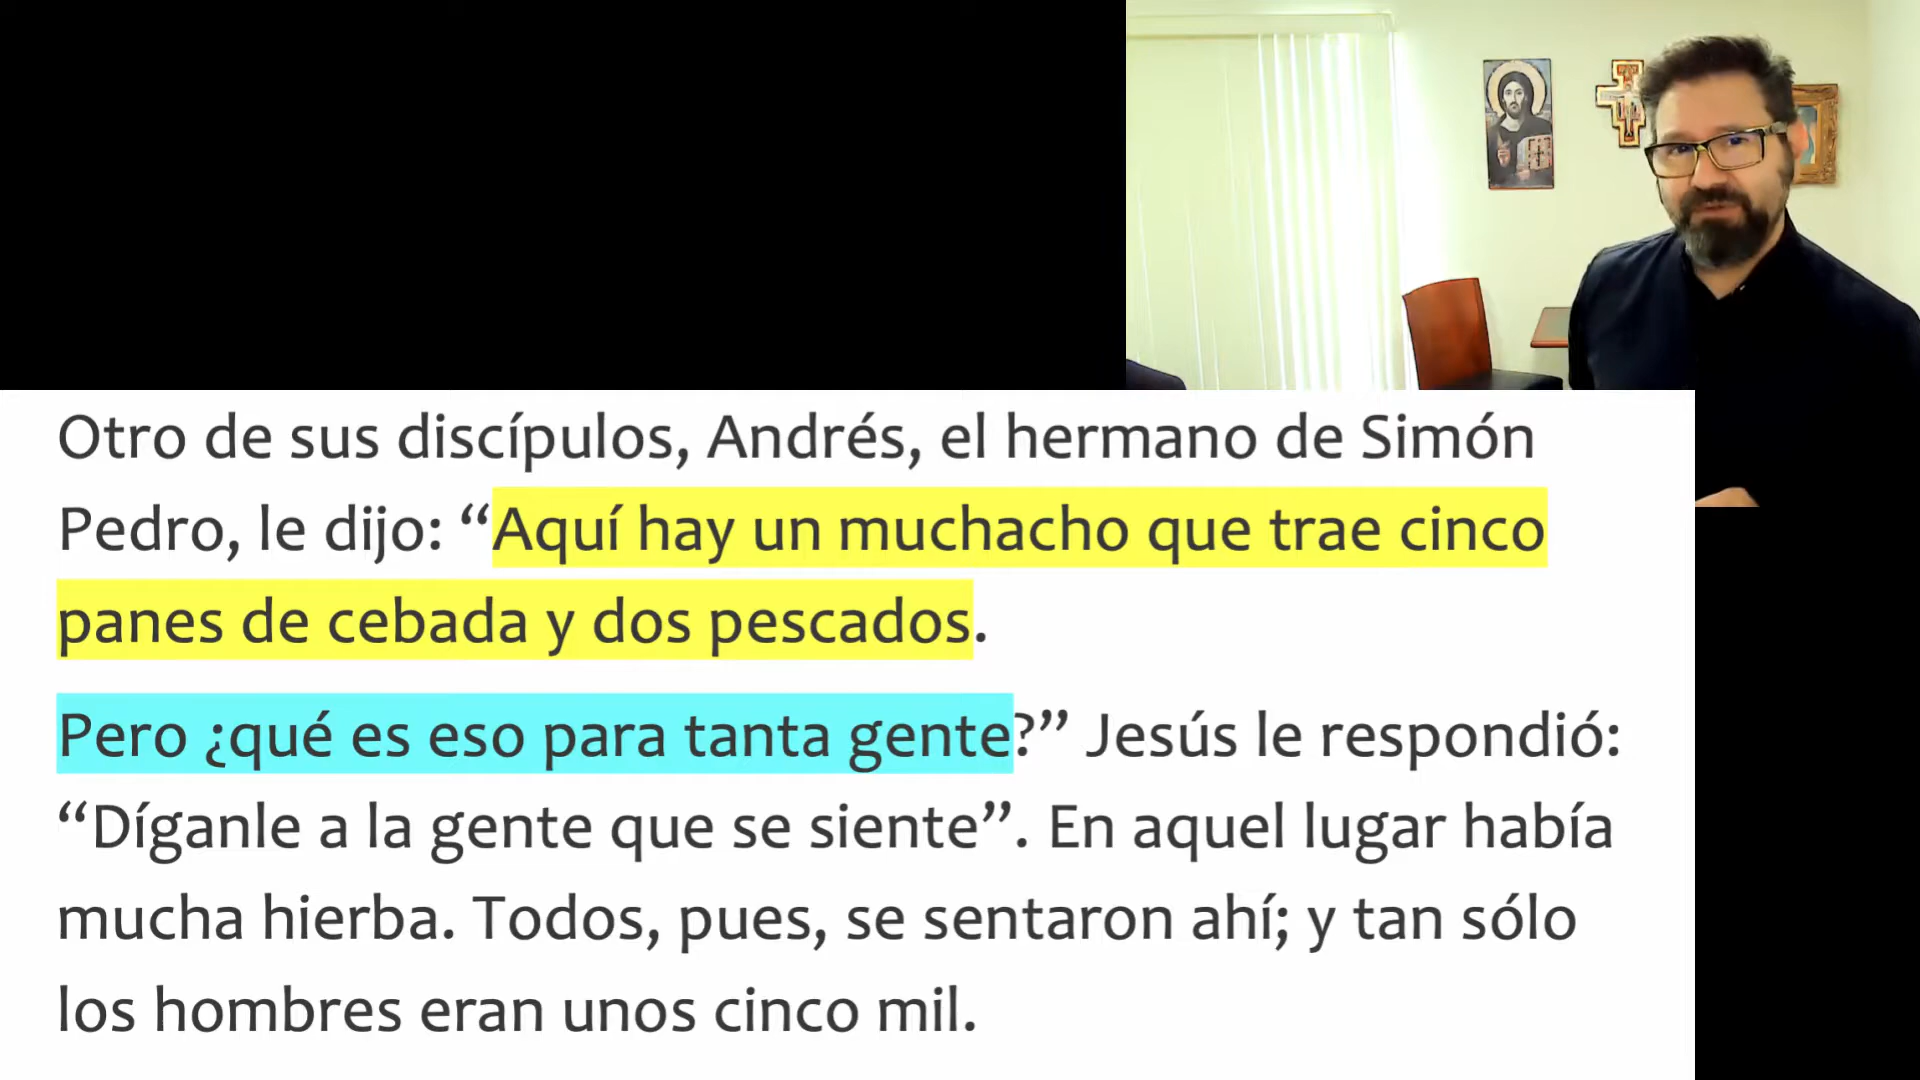 Otro de sus discípulos, Andrés, el hermano de Simón
Pedro, le dijo: “Aquí hay un muchacho que trae cinco
panes de cebada y dos pescados.
Pero ¿qué es eso para tanta gente?” Jesús le respondió:
“Díganle a la gente que se siente”. En aquel lugar había
mucha hierba. Todos, pues, se sentaron ahí; y tan sólo
los hombres eran unos cinco mil.